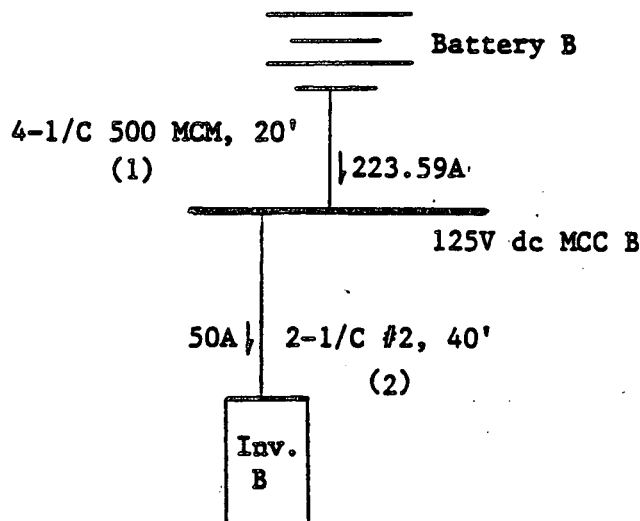 Battery B
4-1/C 500 MCM, 20'
(1)
223.59A
125V dc MCC B
50A
2-1/C #2, 40'
(2)
Inv.
B